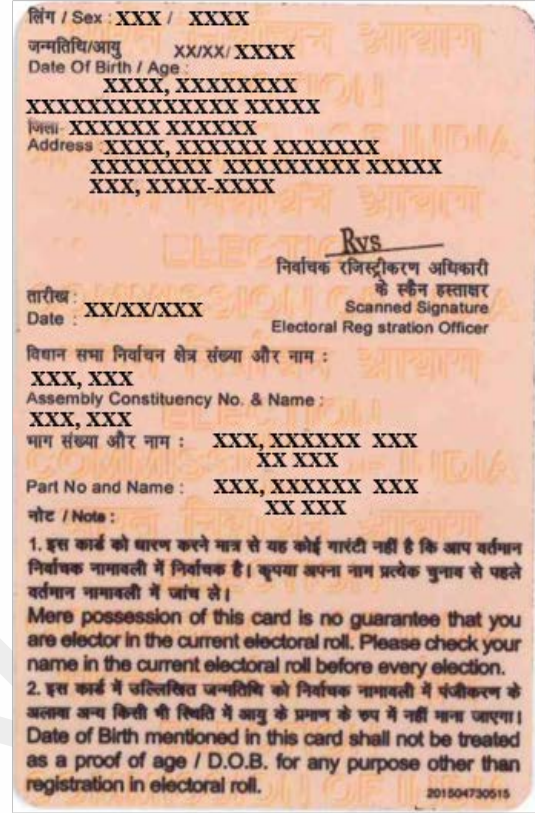 लिंग / Sex : XXX / XXXX
जन्मतिथि/आयु XX/XX/ XXXX
Date Of Birth / Age :
XXXX, XXXXXXXX
XXXXXXXXXXXXXX XXXXX
जिला- XXXXXX XXXXXX
Address : XXXX, XXXXXX XXXXXXX
XXXXXXXX XXXXXXXXX XXXXX
XXX, XXXX-XXXX
Rvs
निर्वाचक रजिस्ट्रीकरण अधिकारी
के स्कैन हस्ताक्षर
तारीख :
Date : XX/XX/XXX
Scanned Signature
Electoral Reg stration Officer
विधान सभा निर्वाचन क्षेत्र संख्या और नाम :
XXX, XXX
Assembly Constituency No. & Name :
XXX, XXX
भाग संख्या और नाम : XXX, XXXXXX XXX
XX XXX
Part No and Name : XXX, XXXXXX XXX
XX XXX
नोट / Note :
1. इस कार्ड को धारण करने मात्र से यह कोई गारंटी नहीं है कि आप वर्तमान
निर्वाचक नामावली में निर्वाचक है। कृपया अपना नाम प्रत्येक चुनाव से पहले
वर्तमान नामावली में जांच ले।
Mere possession of this card is no guarantee that you
are elector in the current electoral roll. Please check your
name in the current electoral roll before every election.
2. इस कार्ड में उल्लिखित जन्मतिथि को निर्वाचक नामावली में पंजीकरण के
अलावा अन्य किसी भी स्थिति में आयु के प्रमाण के रुप में नहीं माना जाएगा।
Date of Birth mentioned in this card shall not be treated
as a proof of age / D.O.B. for any purpose other than
registration in electoral roll.
201504730515